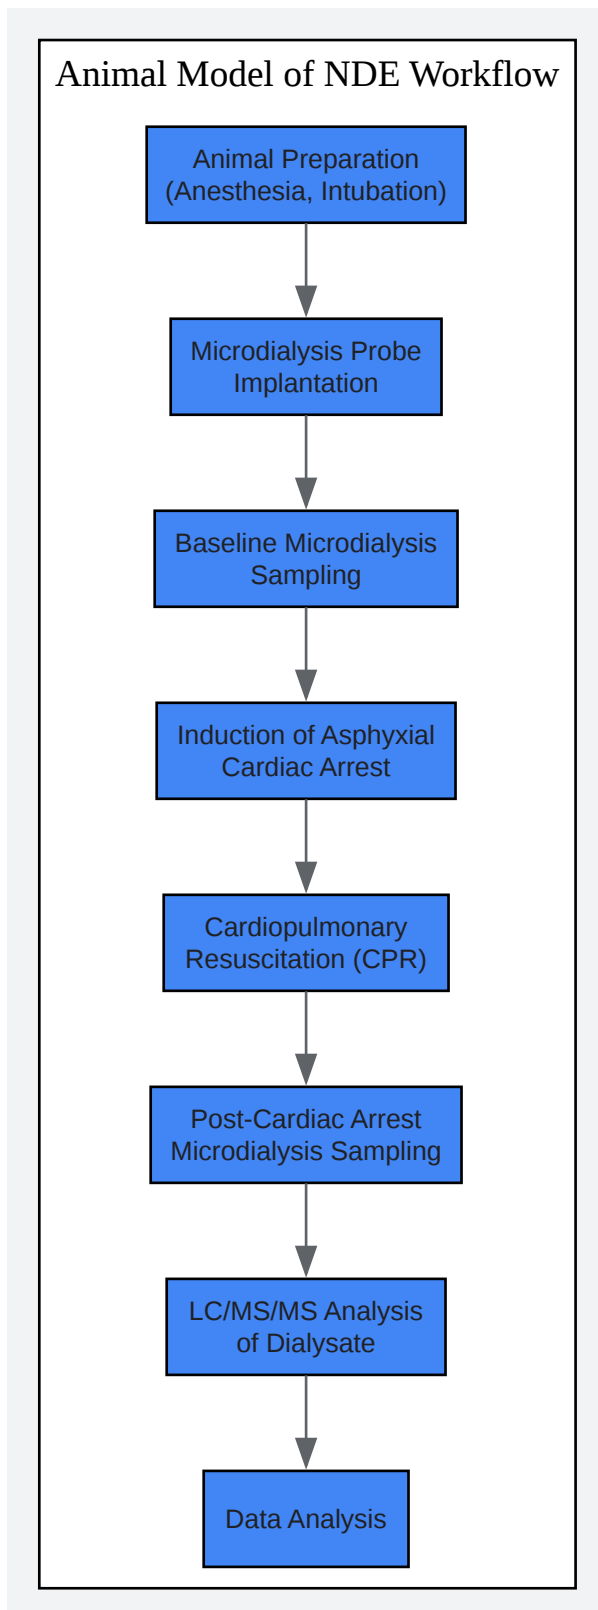 Animal Model of NDE Workflow
Animal Preparation
(Anesthesia, Intubation)
Microdialysis Probe
Implantation
Baseline Microdialysis
Sampling
Induction of Asphyxial
Cardiac Arrest
Cardiopulmonary
Resuscitation (CPR)
Post-Cardiac Arrest
Microdialysis Sampling
LC/MS/MS Analysis
of Dialysate
Data Analysis